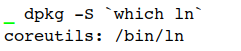 _ dpkg -S `which ln`
coreutils: /bin/ln